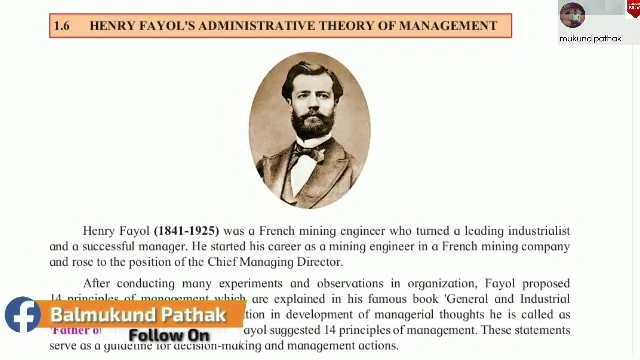 1.6 HENRY FAYOL'S ADMINISTRATIVE THEORY OF MANAGEMENT
mukund pathak
Henry Fayol (1841-1925) was a French mining engineer who turned a leading industrialist
and a successful manager. He started his career as a mining engineer in a French mining company
and rose to the position of the Chief Managing Director.
After conducting many experiments and observations in organization, Fayol proposed
14 principles of management which are explained in his famous book 'General and Industrial
in development of managerial thoughts he is called as
'Father suggested 14 principles of management. These statements
serve as a guideline for decision-making and management actions.
Balmukund Pathak
Follow On